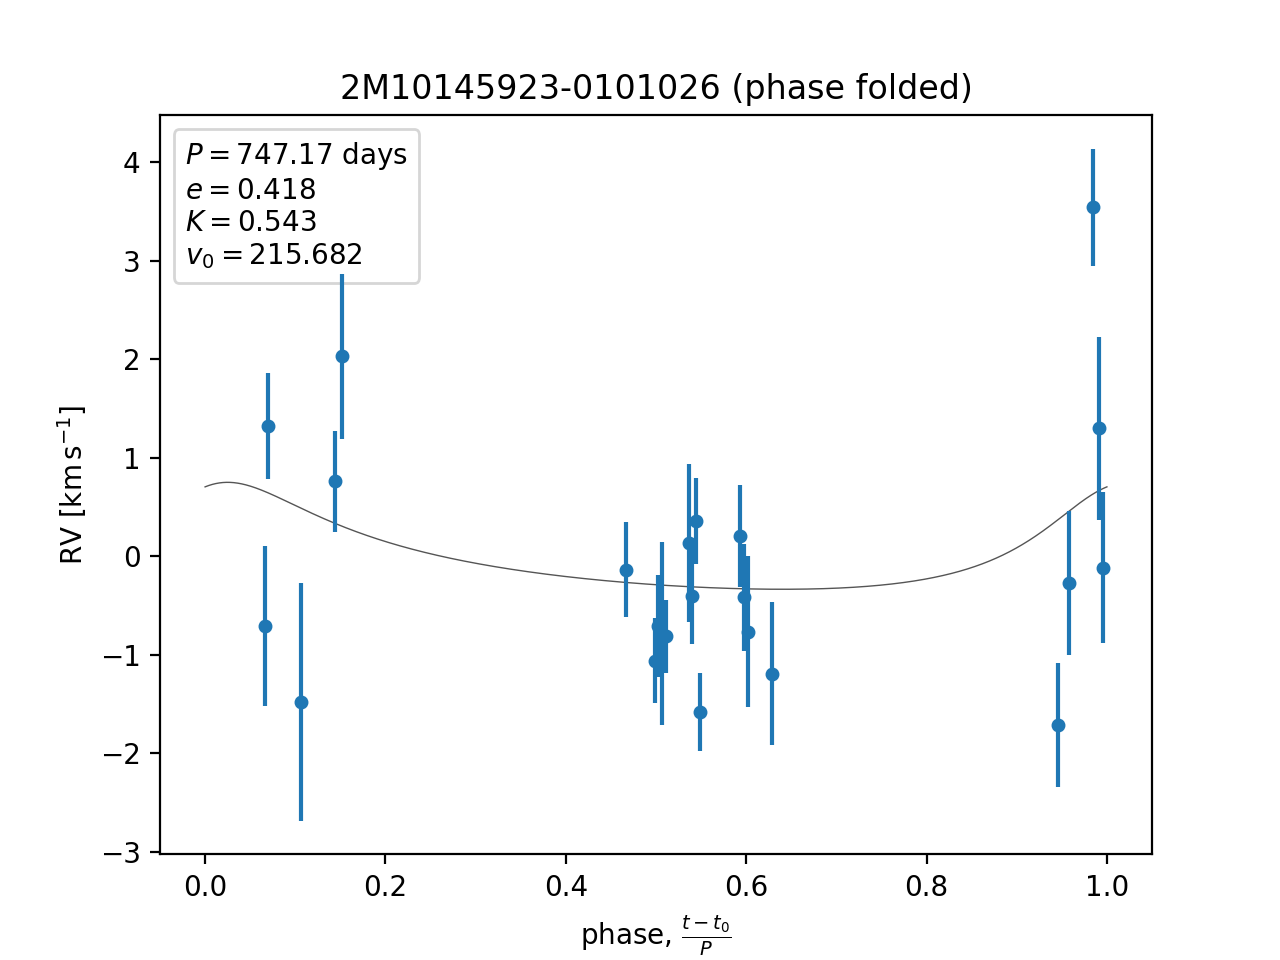 2M10145923-0101026 (phase folded)
P = 747.17 days
e = 0.418
K = 0.543
v₀ = 215.682
4
3
2
1
0
−1
−2
−3
RV [km s⁻¹]
0.0 0.2 0.4 0.6 0.8 1.0
phase, (t − t₀)/P